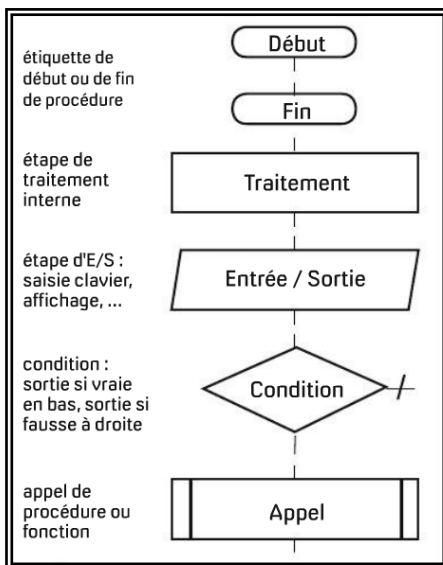 étiquette de
début ou de fin
de procédure
Début
Fin
étape de
traitement
interne
Traitement
étape d'E/S :
saisie clavier,
affichage, ...
Entrée / Sortie
condition :
sortie si vraie
en bas, sortie si
fausse à droite
Condition
appel de
procédure ou
fonction
Appel